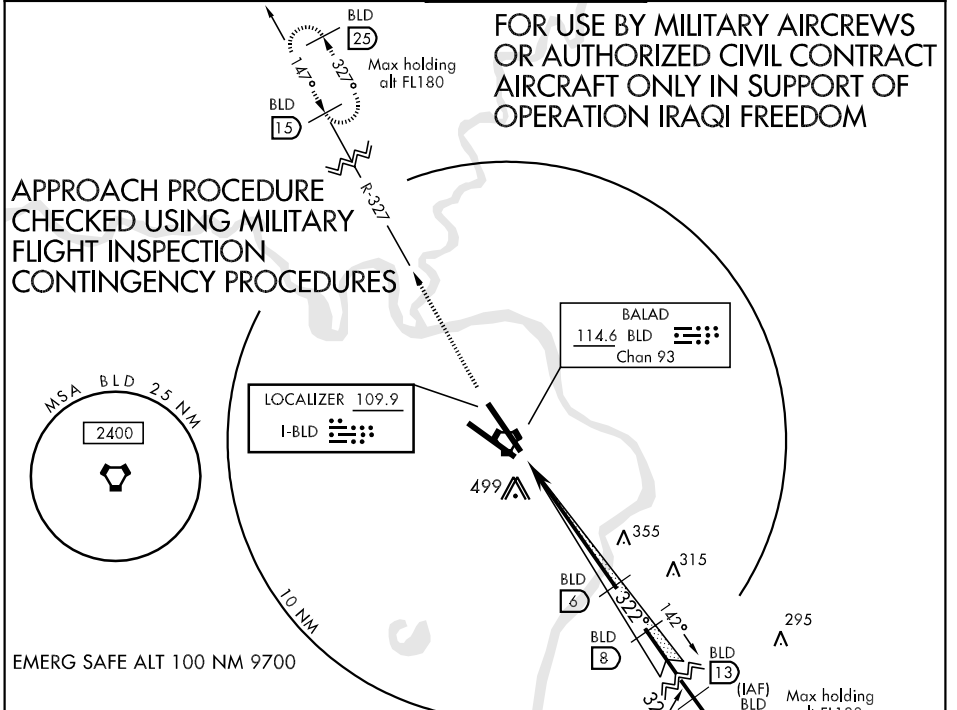 BLD
25
FOR USE BY MILITARY AIRCREWS
OR AUTHORIZED CIVIL CONTRACT
AIRCRAFT ONLY IN SUPPORT OF
OPERATION IRAQI FREEDOM
Max holding
alt FL180
147°
327°
BLD
15
R-327
APPROACH PROCEDURE
CHECKED USING MILITARY
FLIGHT INSPECTION
CONTINGENCY PROCEDURES
BALAD
114.6 BLD
Chan 93
MSA BLD 25 NM
2400
LOCALIZER 109.9
I-BLD
499
355
315
BLD
6
322°
142°
295
BLD
8
10 NM
EMERG SAFE ALT 100 NM 9700
BLD
13
(IAF)
BLD
Max holding